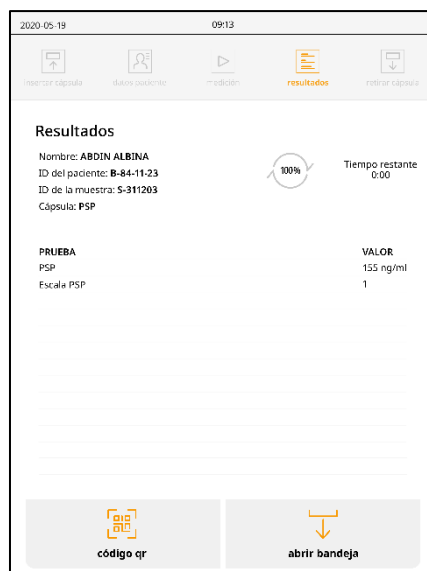 2020-05-19 09:13
insertar cápsula datos paciente medición resultados retirar cápsula
Resultados
Nombre: ABDIN ALBINA
ID del paciente: B-84-11-23
ID de la muestra: S-311203
Cápsula: PSP
100%
Tiempo restante
0:00
PRUEBA VALOR
PSP 155 ng/ml
Escala PSP 1
código qr abrir bandeja